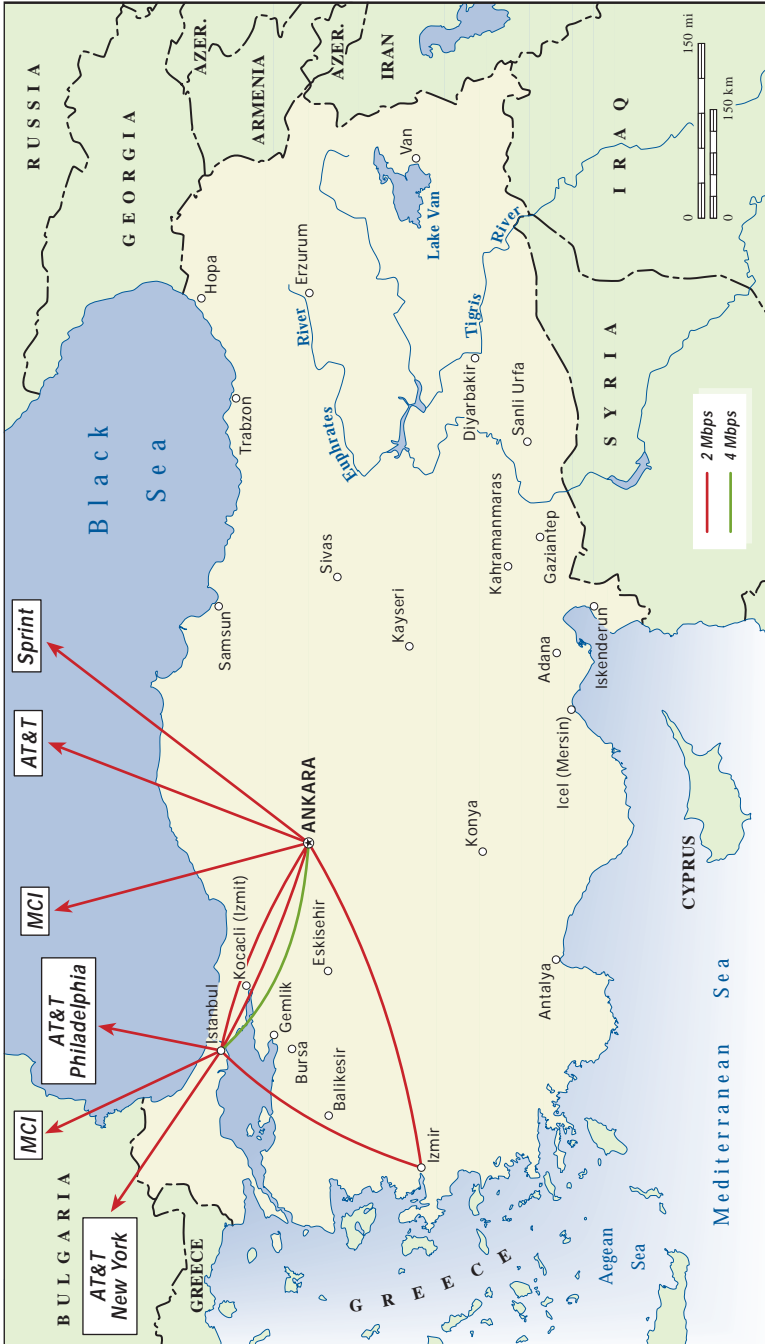 RUSSIA
GEORGIA
AZER.
ARMENIA
AZER.
IRAN
IRAQ
SYRIA
BULGARIA
GREECE
GREECE
CYPRUS
Black
Sea
Aegean
Sea
Mediterranean Sea
AT&T
New York
MCI
AT&T
Philadelphia
MCI
AT&T
Sprint
Istanbul
Kocacli (Izmit)
Gemlik
Bursa
Balikesir
Eskisehir
Izmir
ANKARA
Samsun
Trabzon
Hopa
Sivas
Erzurum
Kayseri
Euphrates
River
Lake Van
Van
Tigris
River
Diyarbakir
Sanli Urfa
Kahramanmaras
Gaziantep
Konya
Adana
Icel (Mersin)
Iskenderun
Antalya
2 Mbps
4 Mbps
0 150 mi
0 150 km